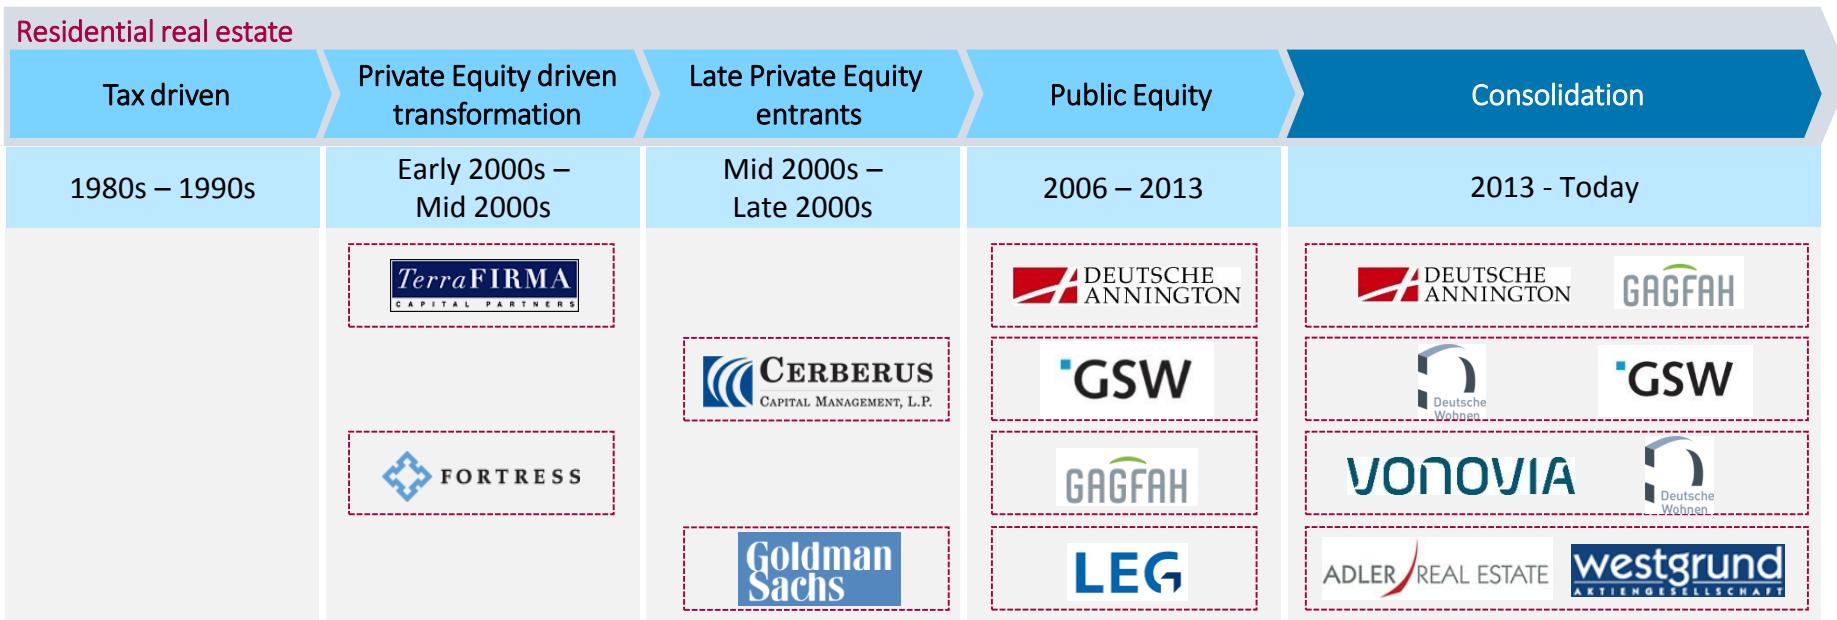 Residential real estate
Tax driven
Private Equity driven
transformation
Late Private Equity
entrants
Public Equity
Consolidation
1980s – 1990s
Early 2000s –
Mid 2000s
Mid 2000s –
Late 2000s
2006 – 2013
2013 - Today
TerraFIRMA
CAPITAL PARTNERS
DEUTSCHE
ANNINGTON
DEUTSCHE
ANNINGTON
GAGFAH
CERBERUS
CAPITAL MANAGEMENT, L.P.
GSW
Deutsche
Wohnen
GSW
FORTRESS
GAGFAH
VONOVIA
Deutsche
Wohnen
Goldman
Sachs
LEG
ADLER REAL ESTATE
westgrund
AKTIENGESELLSCHAFT